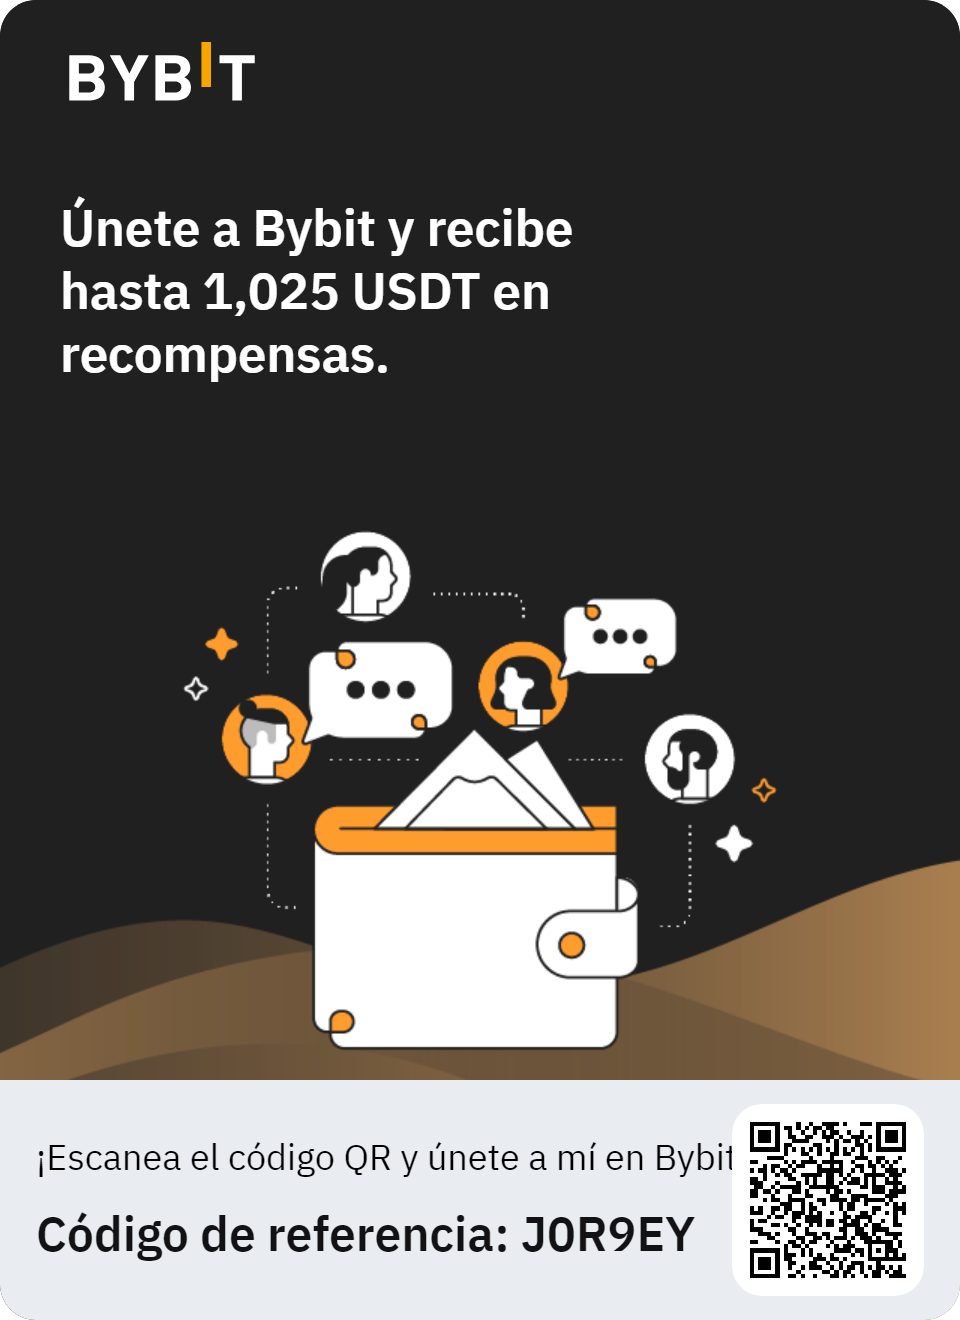 BYBIT
Únete a Bybit y recibe
hasta 1,025 USDT en
recompensas.
¡Escanea el código QR y únete a mí en Bybit
Código de referencia: J0R9EY